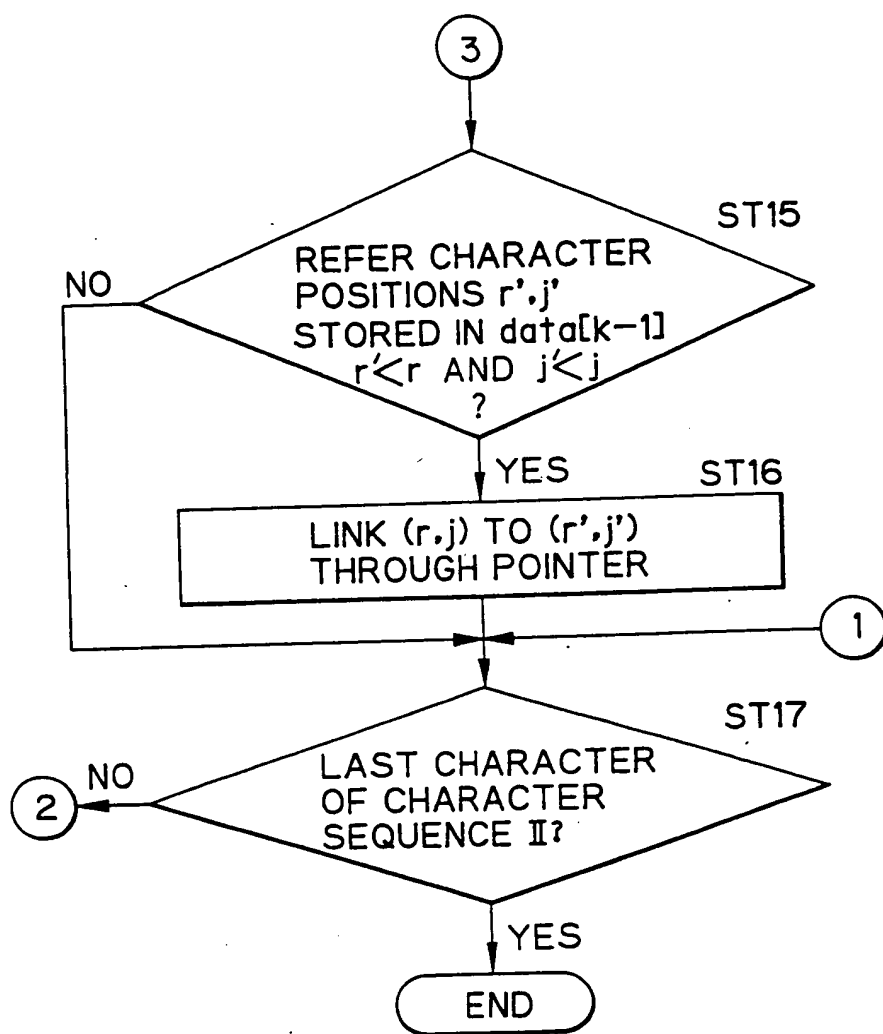 3
ST15
REFER CHARACTER
POSITIONS r',j'
STORED IN data[k-1]
r'<r AND j'<j
?
NO
YES
ST16
LINK (r,j) TO (r',j')
THROUGH POINTER
1
ST17
LAST CHARACTER
OF CHARACTER
SEQUENCE II?
NO
2
YES
END